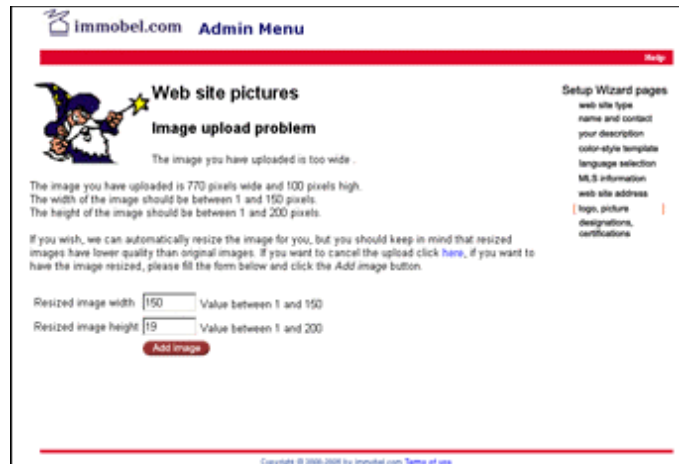 immobel.com Admin Menu
Help
Web site pictures
Image upload problem
The image you have uploaded is too wide .
The image you have uploaded is 770 pixels wide and 100 pixels high.
The width of the image should be between 1 and 150 pixels.
The height of the image should be between 1 and 200 pixels.
If you wish, we can automatically resize the image for you, but you should keep in mind that resized
images have lower quality than original images. If you want to cancel the upload click here, if you want to
have the image resized, please fill the form below and click the Add image button.
Resized image width 150 Value between 1 and 150
Resized image height 19 Value between 1 and 200
Add image
Setup Wizard pages
web site type
name and contact
your description
color-style template
language selection
MLS information
web site address
[ logo, picture ]
designations,
certifications
Copyright © by immobel.com Terms of use